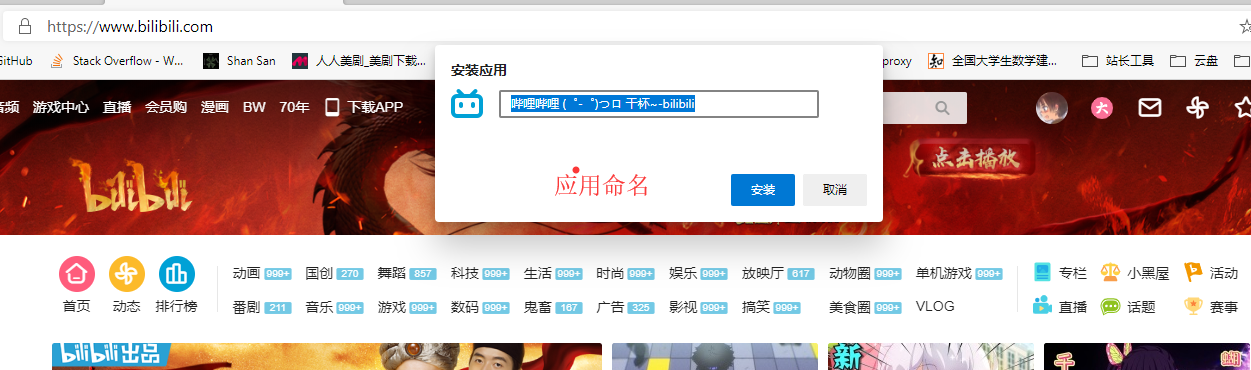 https://www.bilibili.com
GitHub Stack Overflow - W... Shan San 人人美剧_美剧下载... proxy 全国大学生数学建... 站长工具 云盘
安装应用
哔哩哔哩 (゜-゜)つロ 干杯~-bilibili
音频 游戏中心 直播 会员购 漫画 BW 70年 下载APP
bilibili
点击播放
应用命名
安装 取消
动画 999+ 国创 270 舞蹈 857 科技 999+ 生活 999+ 时尚 999+ 娱乐 999+ 放映厅 617 动物圈 999+ 单机游戏 999+ 专栏 小黑屋 活动
首页 动态 排行榜 番剧 211 音乐 999+ 游戏 999+ 数码 999+ 鬼畜 167 广告 325 影视 999+ 搞笑 999+ 美食圈 999+ VLOG 直播 话题 赛事
bilibili出品
新
千